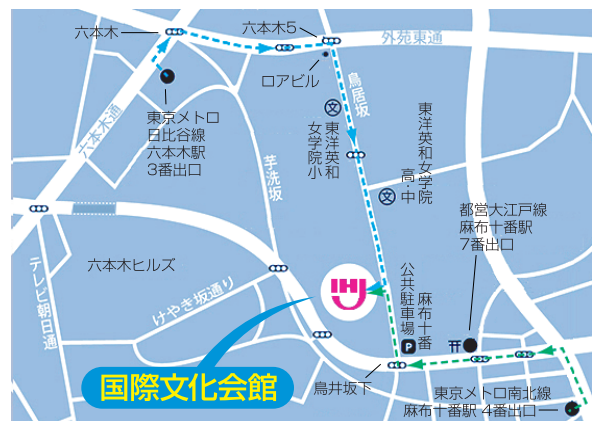 六本木
六本木5
外苑東通
ロアビル
鳥居坂
六本木通
東京メトロ
日比谷線
六本木駅
3番出口
東洋英和
女学院小
芋洗坂
東洋英和女学院
高・中
都営大江戸線
麻布十番駅
7番出口
六本木ヒルズ
テレビ朝日通
けやき坂通り
IHJ
麻布十番
公共駐車場
P
国際文化会館
鳥井坂下
東京メトロ南北線
麻布十番駅 4番出口
文
文